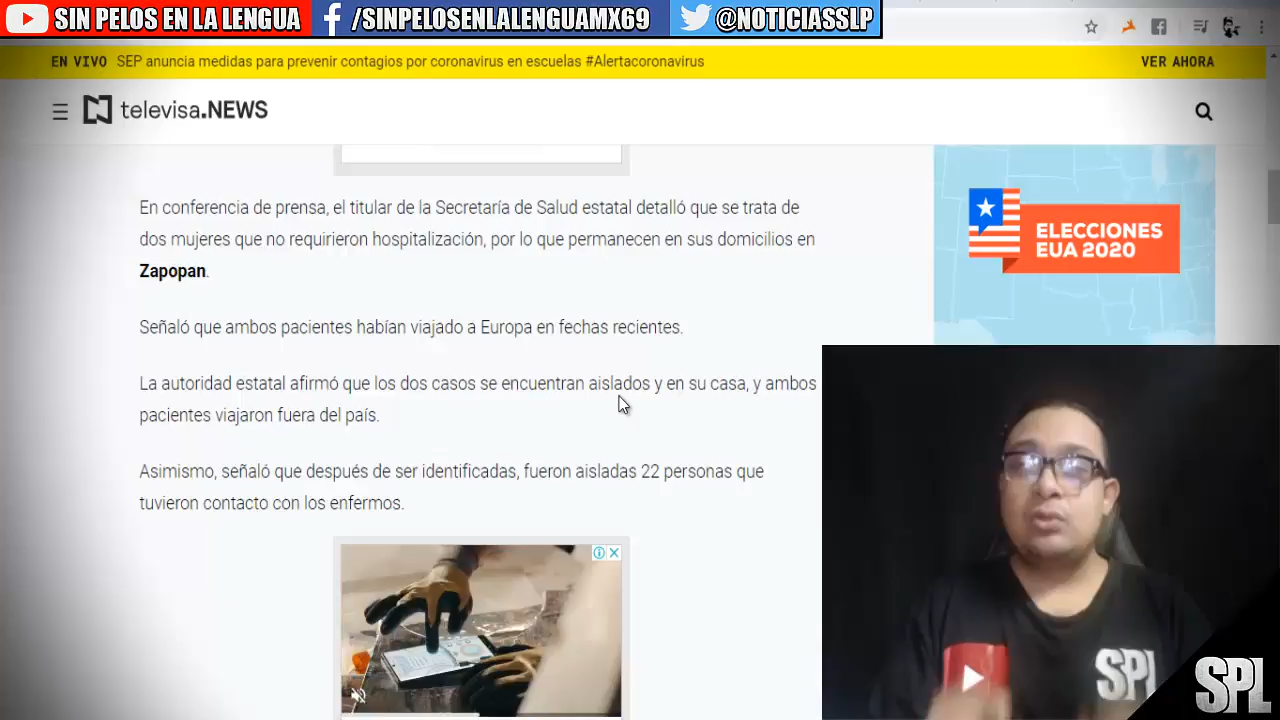 SIN PELOS EN LA LENGUA
/SINPELOSENLALENGUAMX69
@NOTICIASSLP
EN VIVO SEP anuncia medidas para prevenir contagios por coronavirus en escuelas #Alertacoronavirus
VER AHORA
televisa.NEWS
En conferencia de prensa, el titular de la Secretaría de Salud estatal detalló que se trata de
dos mujeres que no requirieron hospitalización, por lo que permanecen en sus domicilios en
Zapopan.
Señaló que ambos pacientes habían viajado a Europa en fechas recientes.
La autoridad estatal afirmó que los dos casos se encuentran aislados y en su casa, y ambos
pacientes viajaron fuera del país.
Asimismo, señaló que después de ser identificadas, fueron aisladas 22 personas que
tuvieron contacto con los enfermos.
ELECCIONES
EUA 2020
SPL
SPL